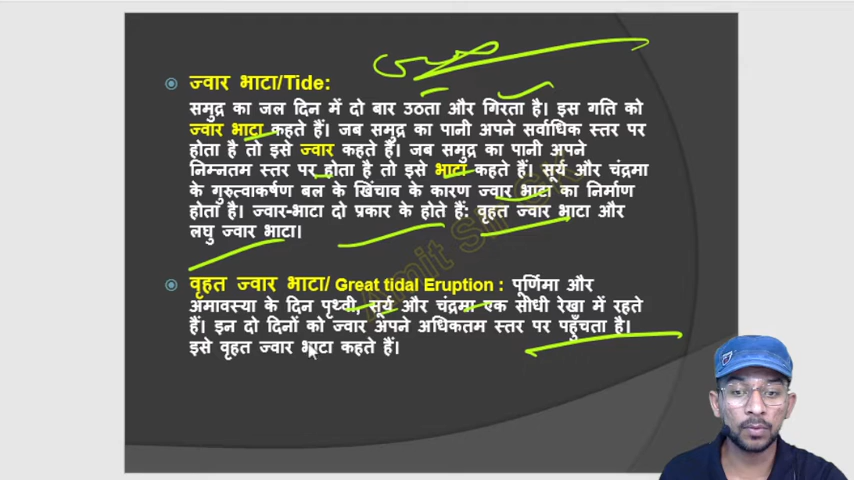 ज्वार भाटा/Tide:
समुद्र का जल दिन में दो बार उठता और गिरता है। इस गति को
ज्वार भाटा कहते हैं। जब समुद्र का पानी अपने सर्वाधिक स्तर पर
होता है तो इसे ज्वार कहते है। जब समुद्र का पानी अपने
निम्नतम स्तर पर होता है तो इसे भाटा कहते हैं। सूर्य और चंद्रमा
के गुरुत्वाकर्षण बल के खिंचाव के कारण ज्वार भाटा का निर्माण
होता है। ज्वार-भाटा दो प्रकार के होते हैं: वृहत ज्वार भाटा और
लघु ज्वार भाटा।
वृहत ज्वार भाटा/ Great tidal Eruption : पूर्णिमा और
अमावस्या के दिन पृथ्वी, सूर्य और चंद्रमा एक सीधी रेखा में रहते
हैं। इन दो दिनों को ज्वार अपने अधिकतम स्तर पर पहुँचता है।
इसे वृहत ज्वार भाटा कहते हैं।
Amit Sir SK